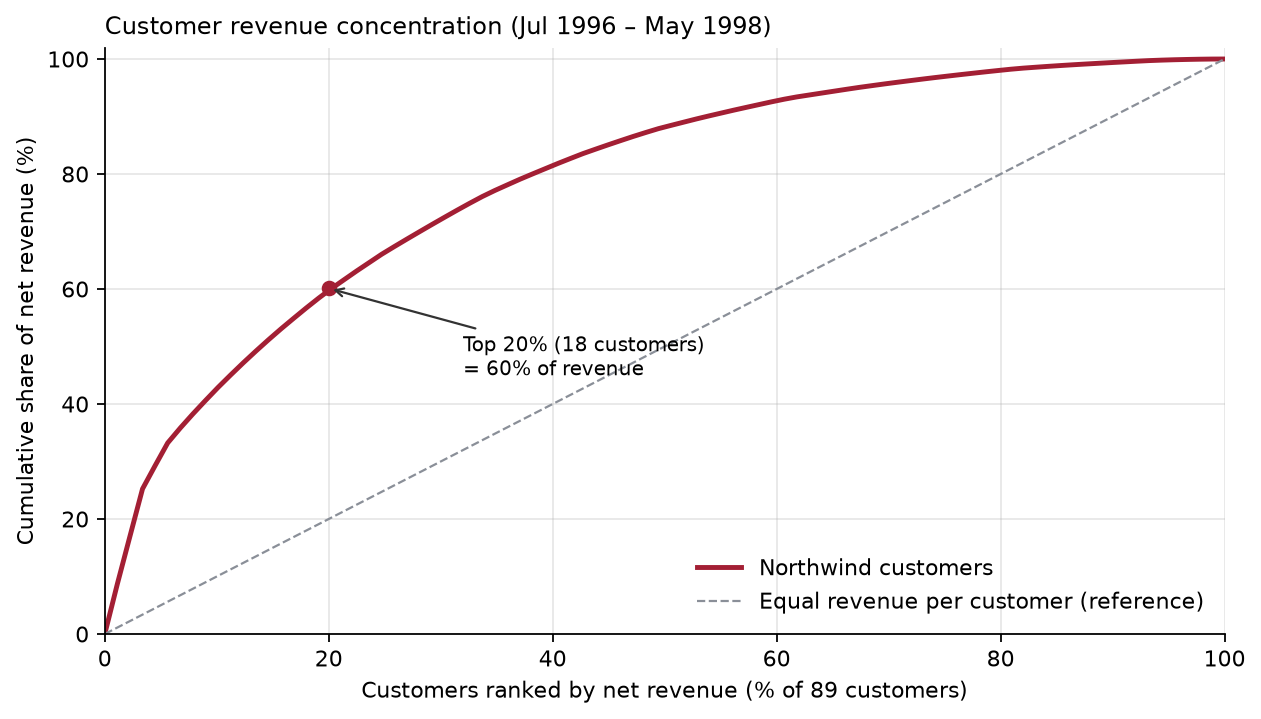 Customer revenue concentration (Jul 1996 – May 1998)
Cumulative share of net revenue (%)
100
80
60
40
20
0
Top 20% (18 customers)
= 60% of revenue
Northwind customers
Equal revenue per customer (reference)
0 20 40 60 80 100
Customers ranked by net revenue (% of 89 customers)